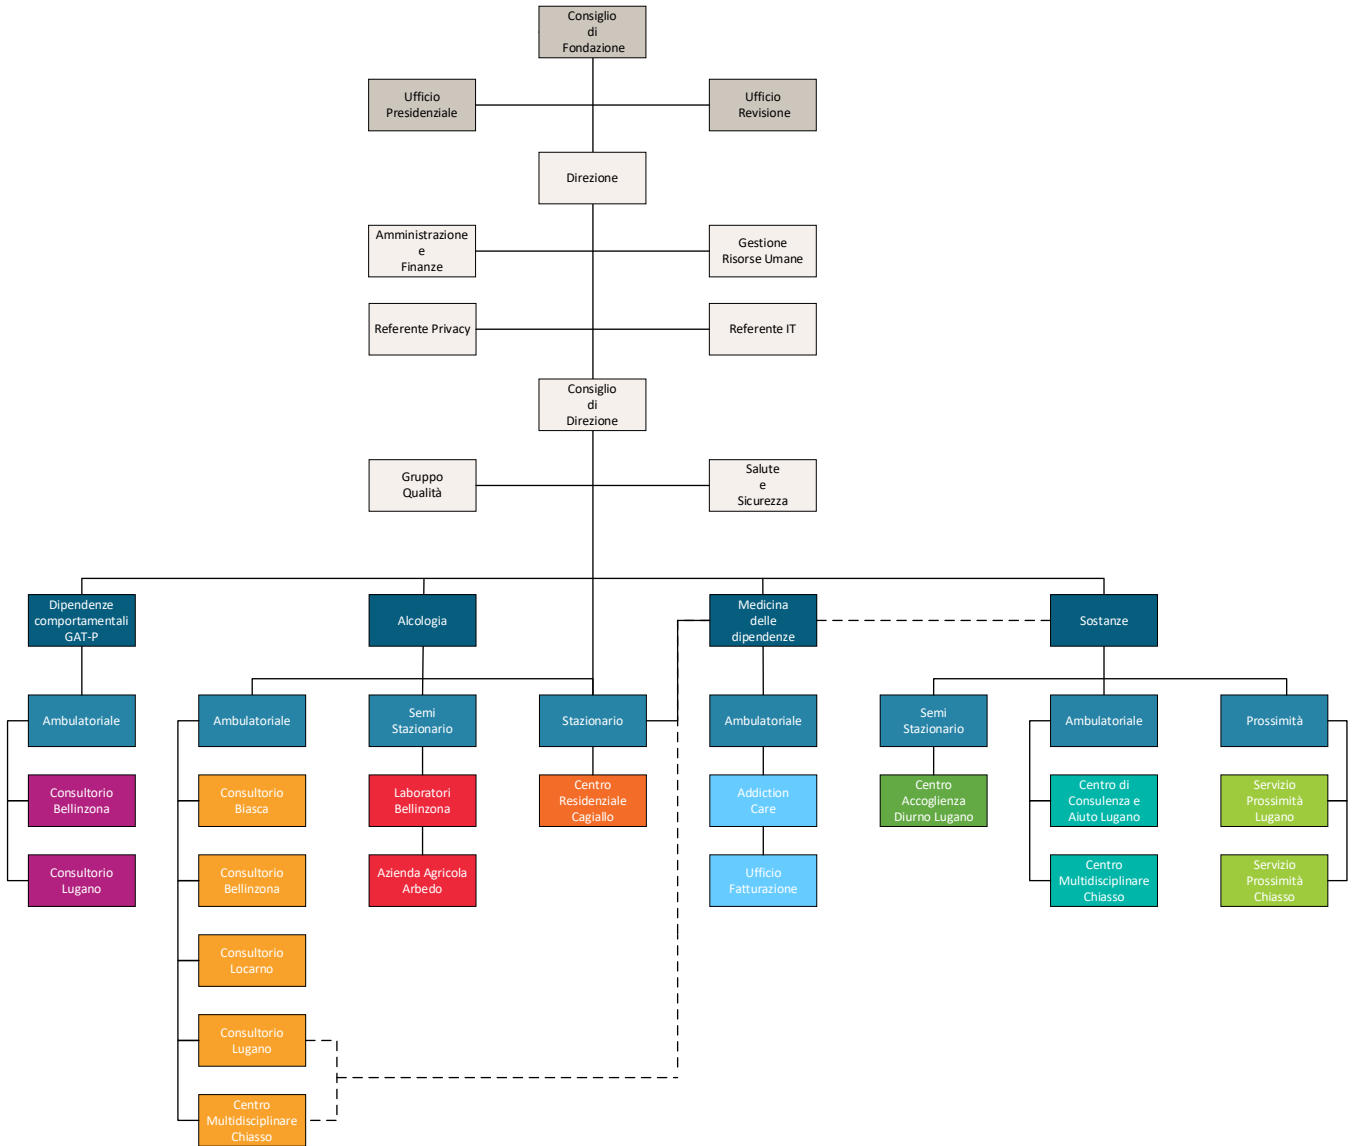 Consiglio
di
Fondazione
Ufficio
Presidenziale
Ufficio
Revisione
Direzione
Amministrazione
e
Finanze
Gestione
Risorse Umane
Referente Privacy
Referente IT
Consiglio
di
Direzione
Gruppo
Qualità
Salute
e
Sicurezza
Dipendenze
comportamentali
GAT-P
Alcologia
Medicina
delle
dipendenze
Sostanze
Ambulatoriale
Ambulatoriale
Semi
Stazionario
Stazionario
Ambulatoriale
Semi
Stazionario
Ambulatoriale
Prossimità
Consultorio
Bellinzona
Consultorio
Biasca
Laboratori
Bellinzona
Centro
Residenziale
Cagiallo
Addiction
Care
Centro
Accoglienza
Diurno Lugano
Centro di
Consulenza e
Aiuto Lugano
Servizio
Prossimità
Lugano
Consultorio
Lugano
Consultorio
Bellinzona
Azienda Agricola
Arbedo
Ufficio
Fatturazione
Centro
Multidisciplinare
Chiasso
Servizio
Prossimità
Chiasso
Consultorio
Locarno
Consultorio
Lugano
Centro
Multidisciplinare
Chiasso